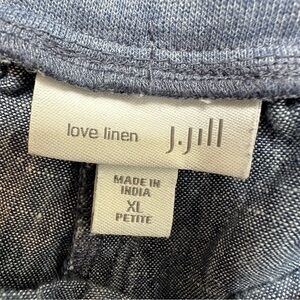 love linen J.Jill
MADE IN
INDIA
XL
PETITE